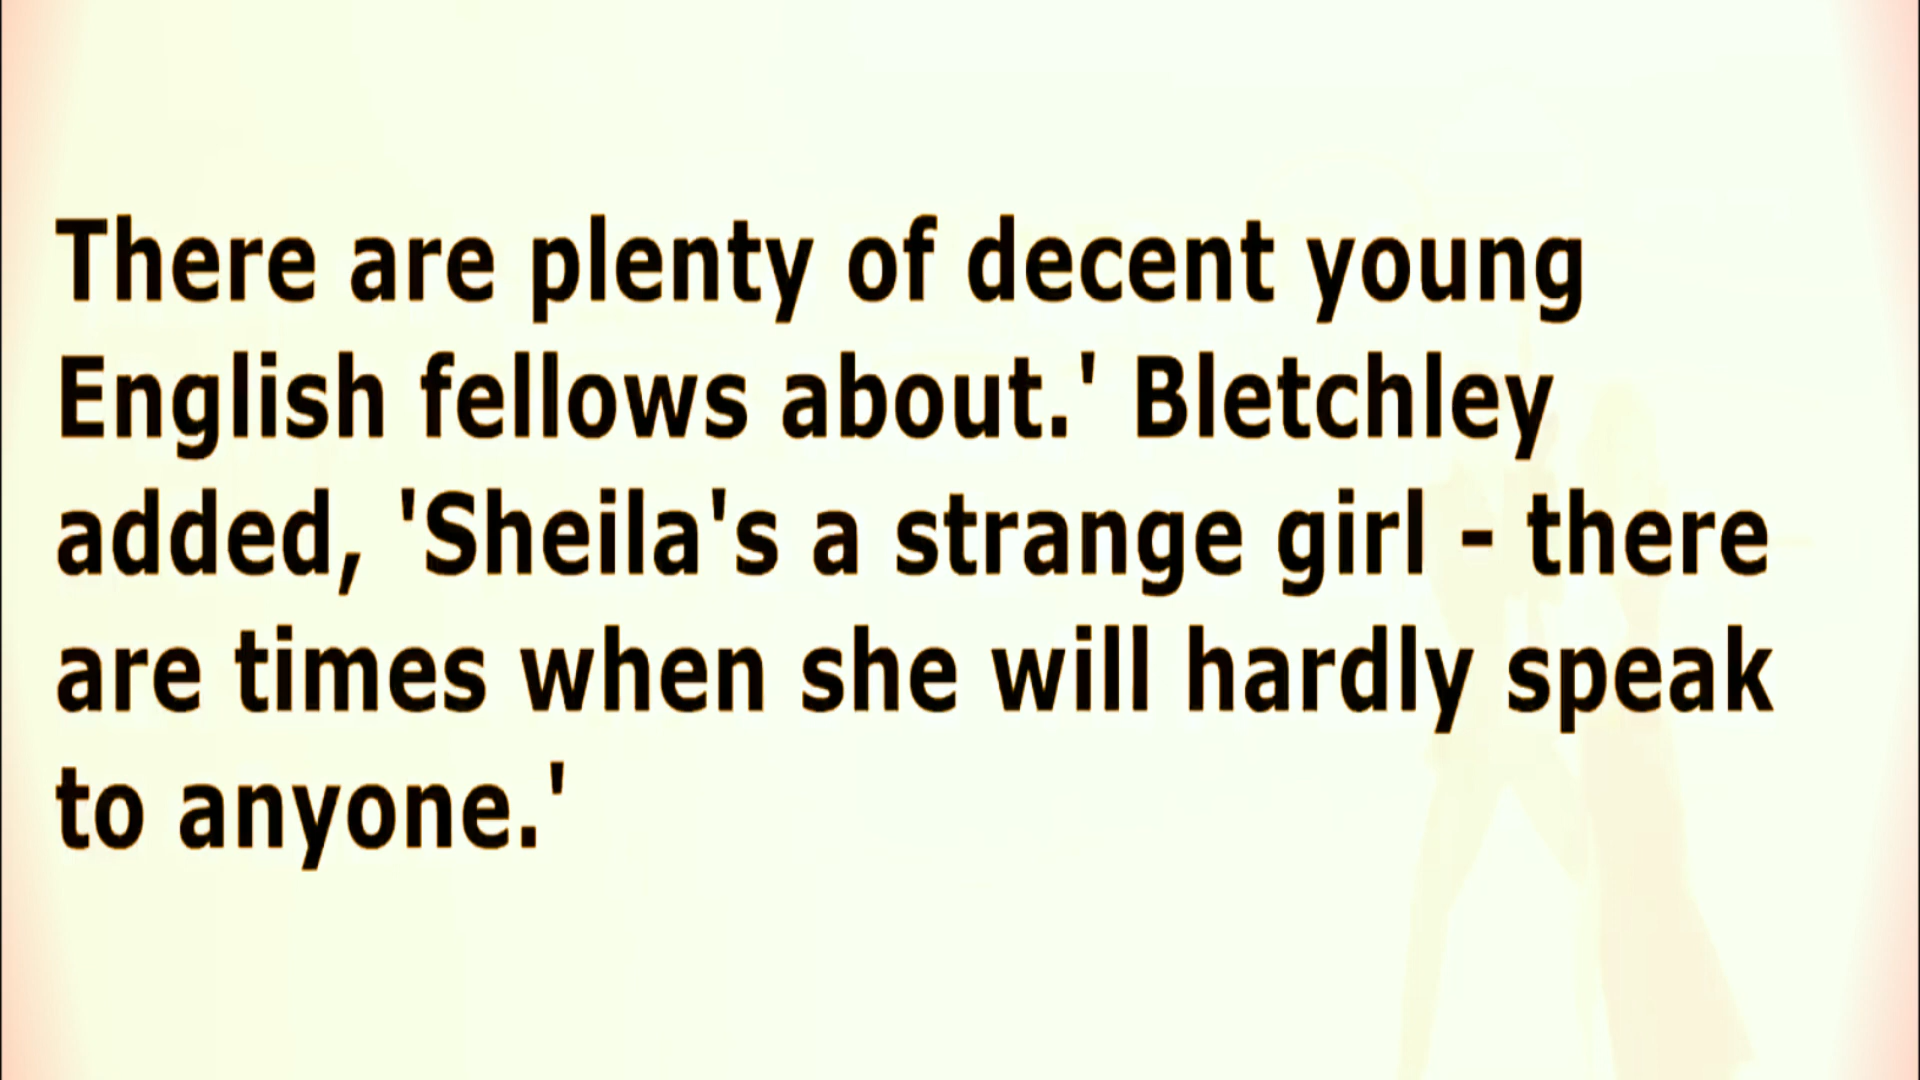 There are plenty of decent young
English fellows about.' Bletchley
added, 'Sheila's a strange girl - there
are times when she will hardly speak
to anyone.'